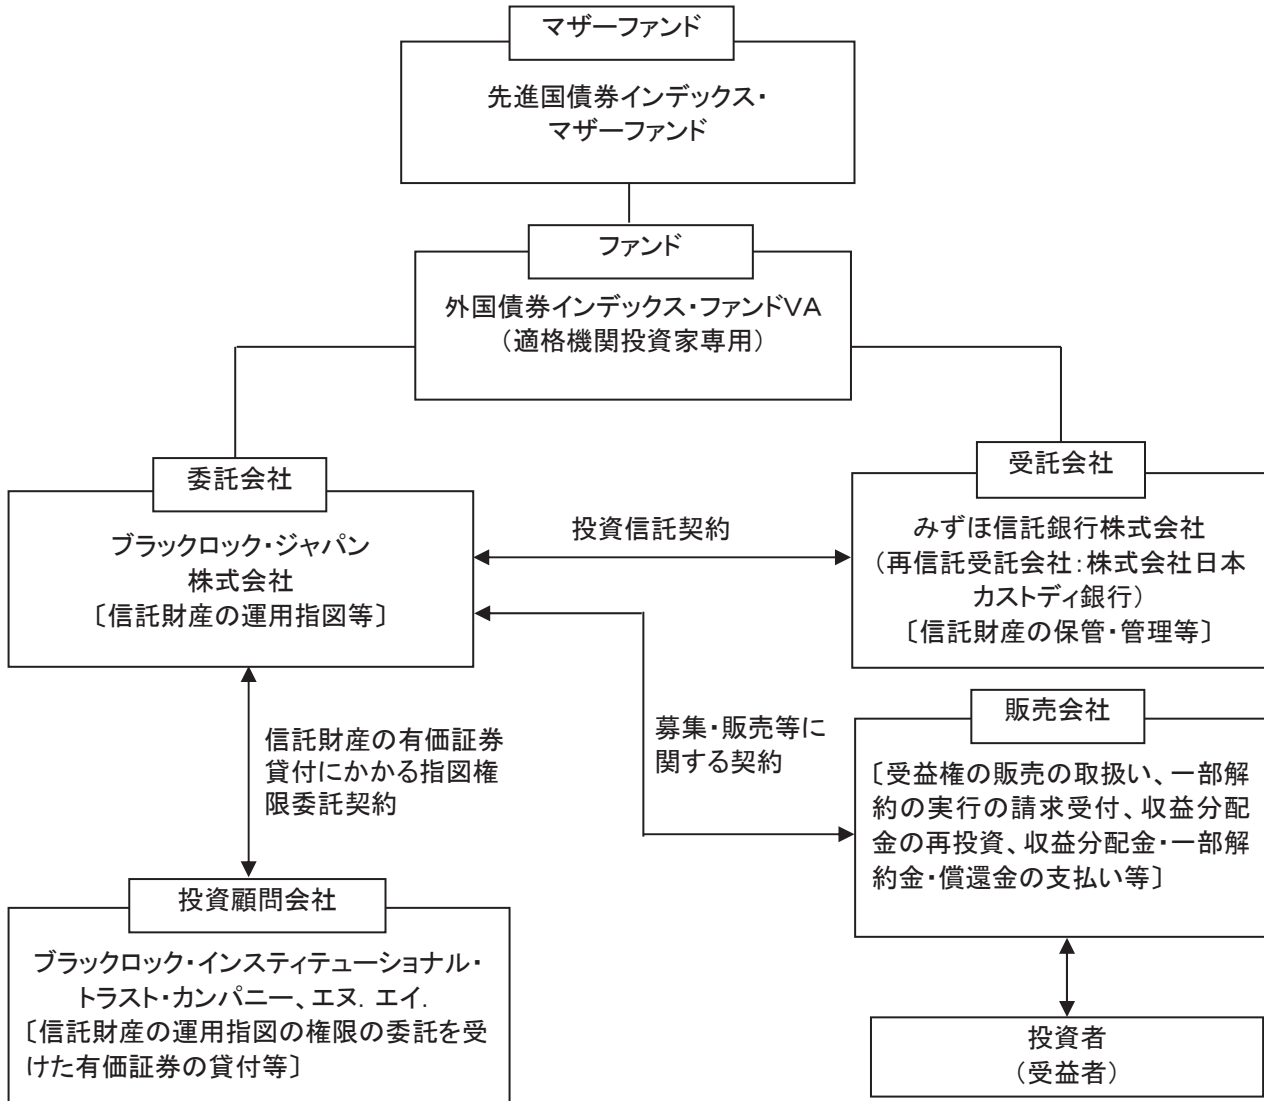 マザーファンド
先進国債券インデックス・
マザーファンド
ファンド
外国債券インデックス・ファンドVA
（適格機関投資家専用）
委託会社
ブラックロック・ジャパン
株式会社
〔信託財産の運用指図等〕
投資信託契約
受託会社
みずほ信託銀行株式会社
（再信託受託会社：株式会社日本
カストディ銀行）
〔信託財産の保管・管理等〕
信託財産の有価証券
貸付にかかる指図権
限委託契約
募集・販売等に
関する契約
販売会社
〔受益権の販売の取扱い、一部解
約の実行の請求受付、収益分配
金の再投資、収益分配金・一部解
約金・償還金の支払い等〕
投資顧問会社
ブラックロック・インスティテューショナル・
トラスト・カンパニー、エヌ．エイ．
〔信託財産の運用指図の権限の委託を受
けた有価証券の貸付等〕
投資者
（受益者）